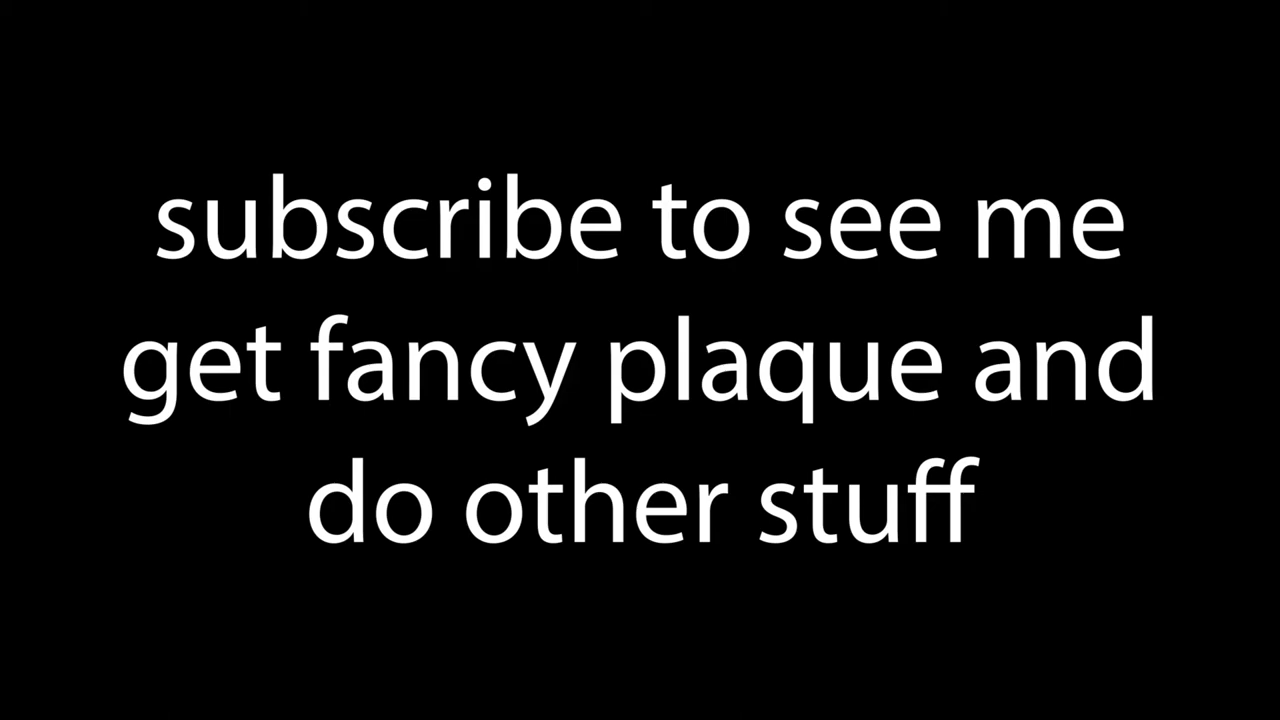 subscribe to see me
get fancy plaque and
do other stuff